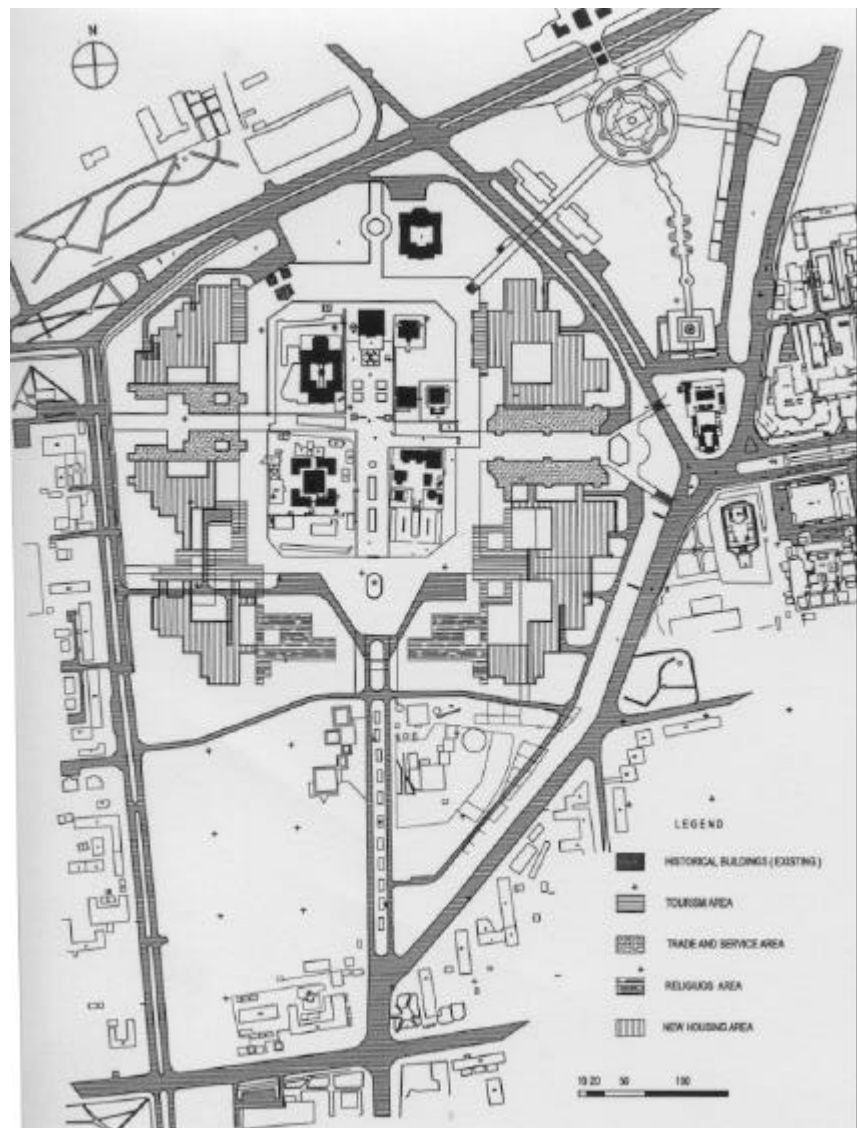 N
LEGEND
HISTORICAL BUILDINGS ( EXISTING )
TOURISM AREA
TRADE AND SERVICE AREA
RELIGIUOS AREA
NEW HOUSING AREA
10 20 50 100